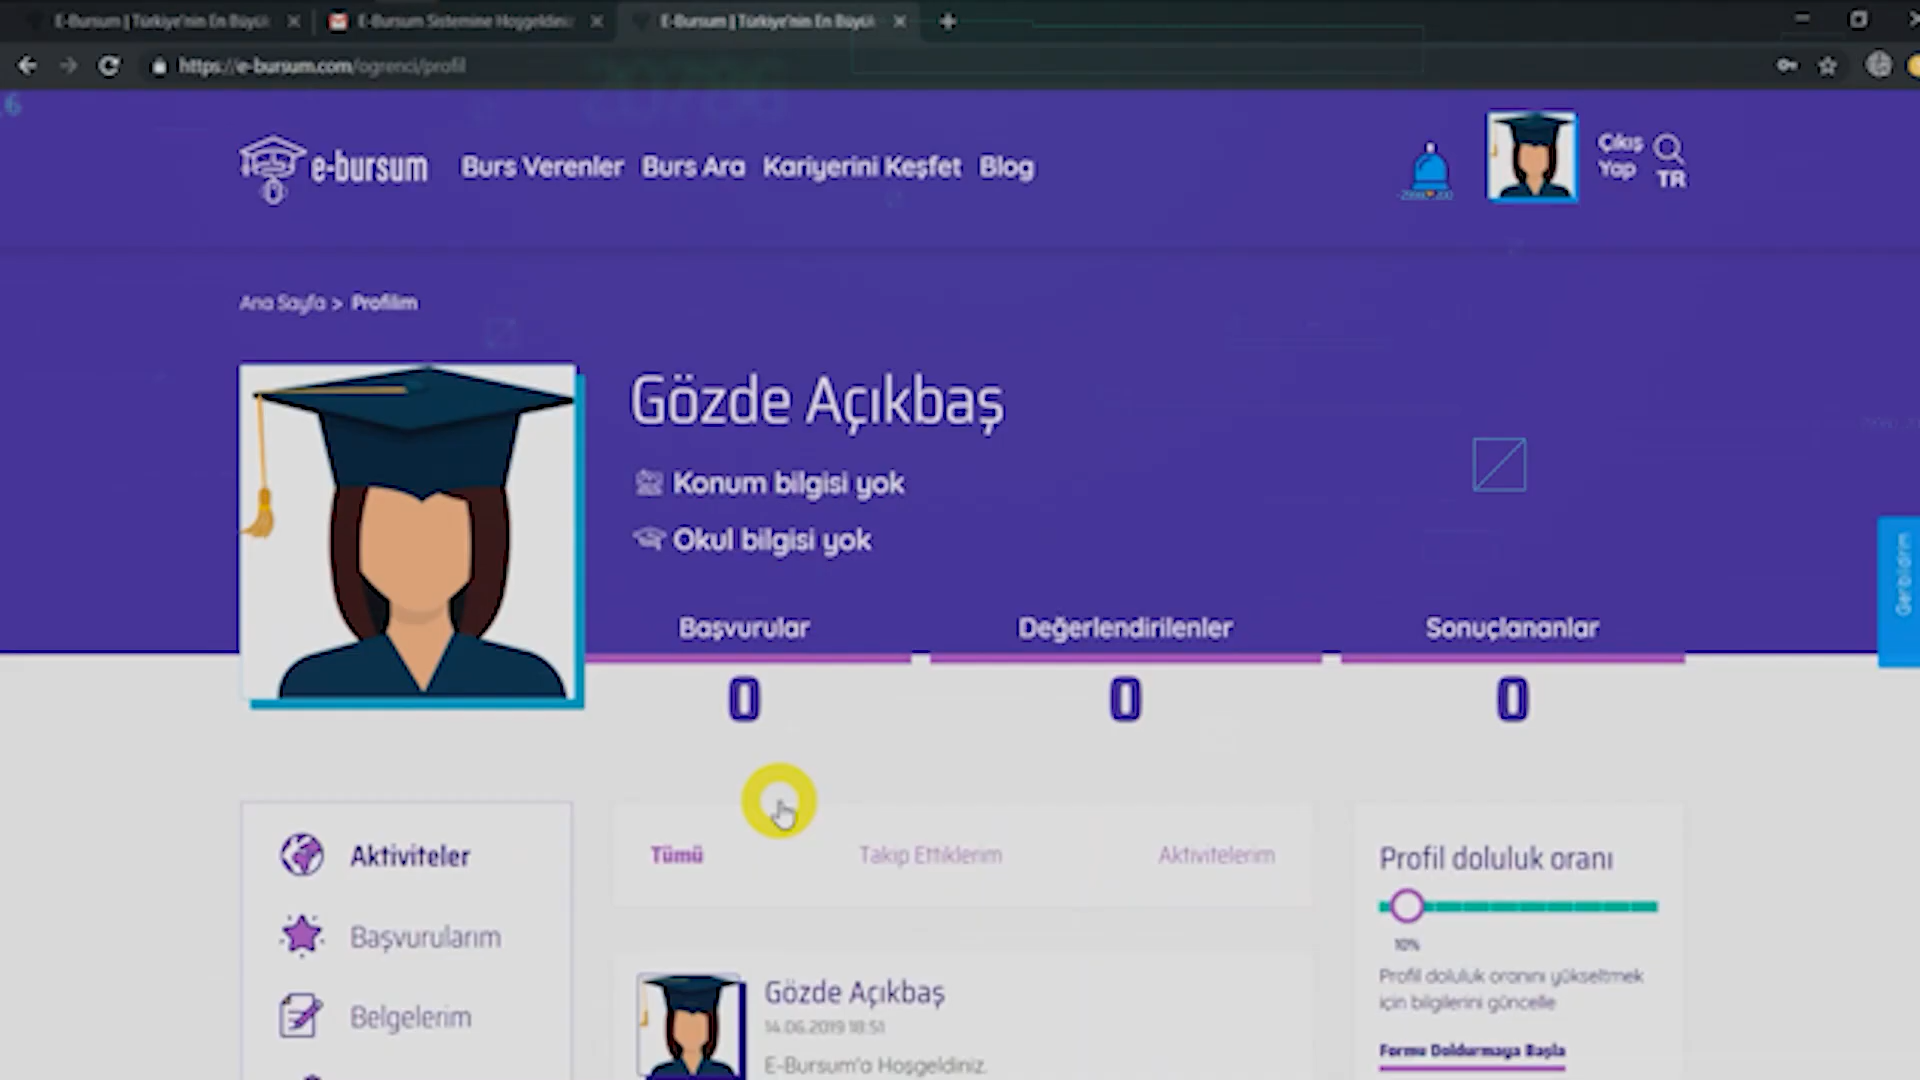 E-Bursum | Türkiye'nin En Büyük
E-Bursum Sistemine Hoşgeldiniz
E-Bursum | Türkiye'nin En Büyük
https://e-bursum.com/ogrenci/profil
e-bursum
Burs Verenler
Burs Ara
Kariyerini Keşfet
Blog
Çıkış
Yap
TR
Ana Sayfa > Profilim
Gözde Açıkbaş
Konum bilgisi yok
Okul bilgisi yok
Geribildirim
Başvurular
Değerlendirilenler
Sonuçlananlar
0
0
0
Aktiviteler
Başvurularım
Belgelerim
Tümü
Takip Ettiklerim
Aktivitelerim
Gözde Açıkbaş
14.06.2019 18:51
E-Bursum'a Hoşgeldiniz.
Profil doluluk oranı
10%
Profil doluluk oranını yükseltmek
için bilgilerini güncelle
Formu Doldurmaya Başla